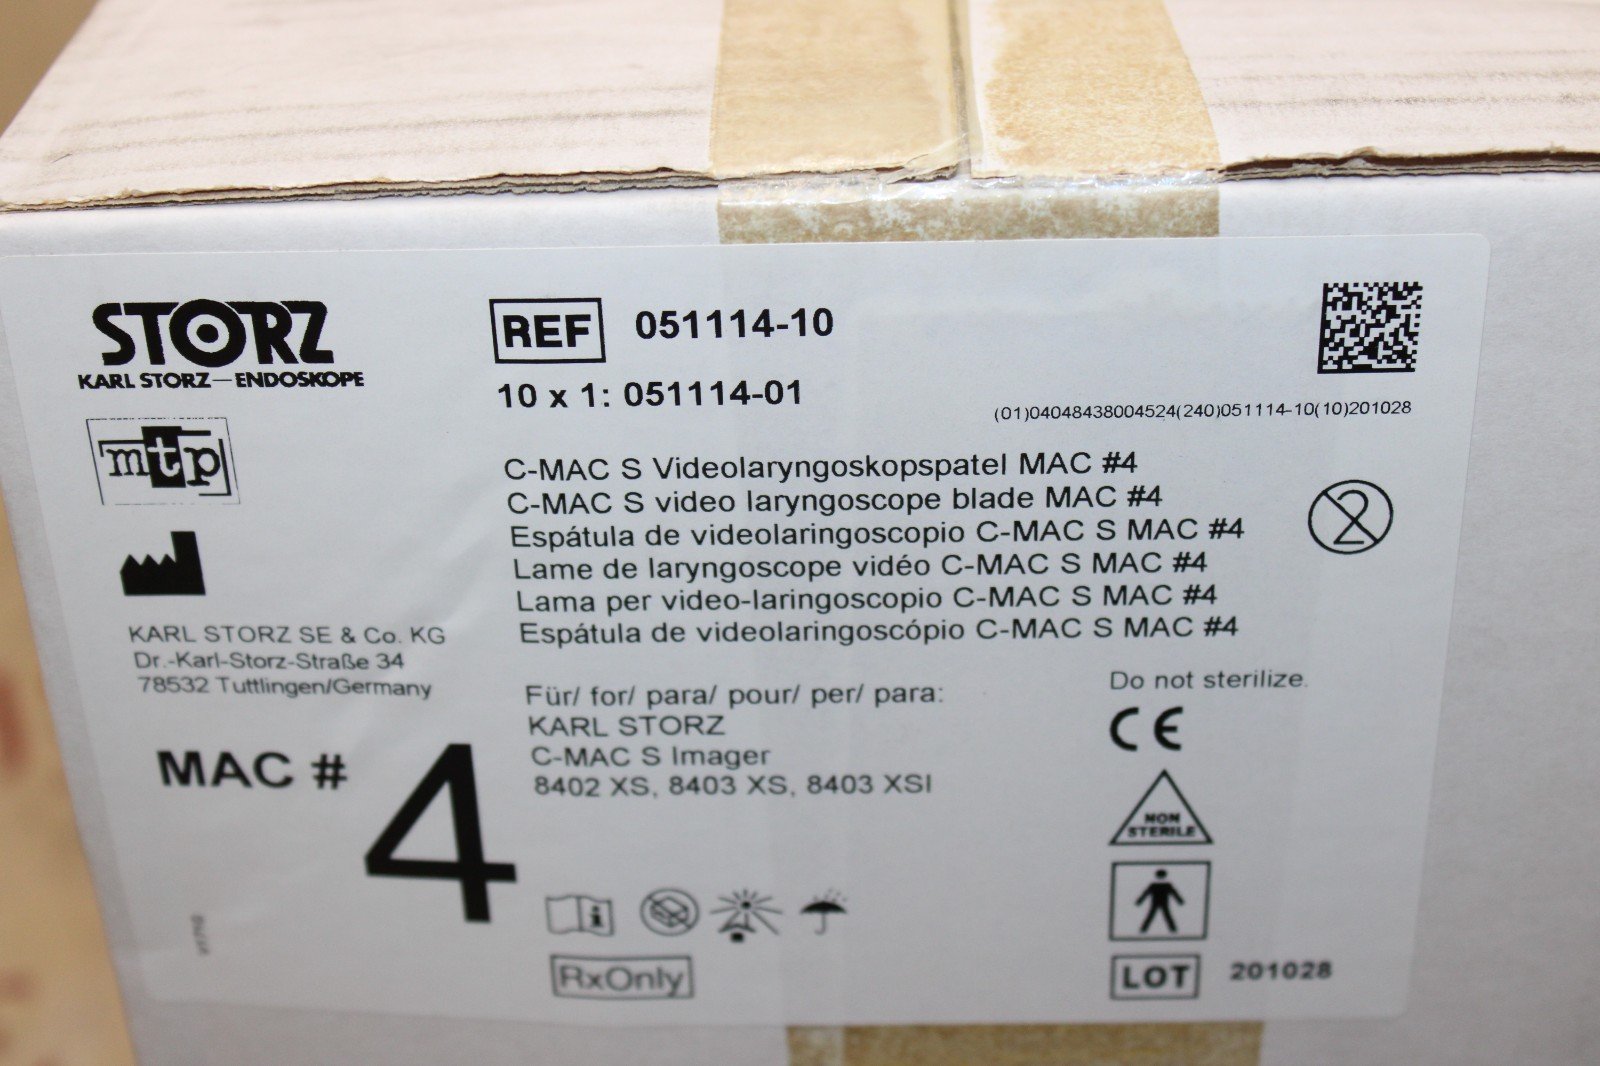 STORZ
KARL STORZ—ENDOSKOPE
mtp
KARL STORZ SE & Co. KG
Dr.-Karl-Storz-Straße 34
78532 Tuttlingen/Germany
MAC # 4
REF 051114-10
10 x 1: 051114-01
(01)04048438004524(240)051114-10(10)201028
C-MAC S Videolaryngoskopspatel MAC #4
C-MAC S video laryngoscope blade MAC #4
Espátula de videolaringoscopio C-MAC S MAC #4
Lame de laryngoscope vidéo C-MAC S MAC #4
Lama per video-laringoscopio C-MAC S MAC #4
Espátula de videolaringoscópio C-MAC S MAC #4
Für/ for/ para/ pour/ per/ para:
KARL STORZ
C-MAC S Imager
8402 XS, 8403 XS, 8403 XSI
RxOnly
2
Do not sterilize.
CE
NON
STERILE
LOT 201028